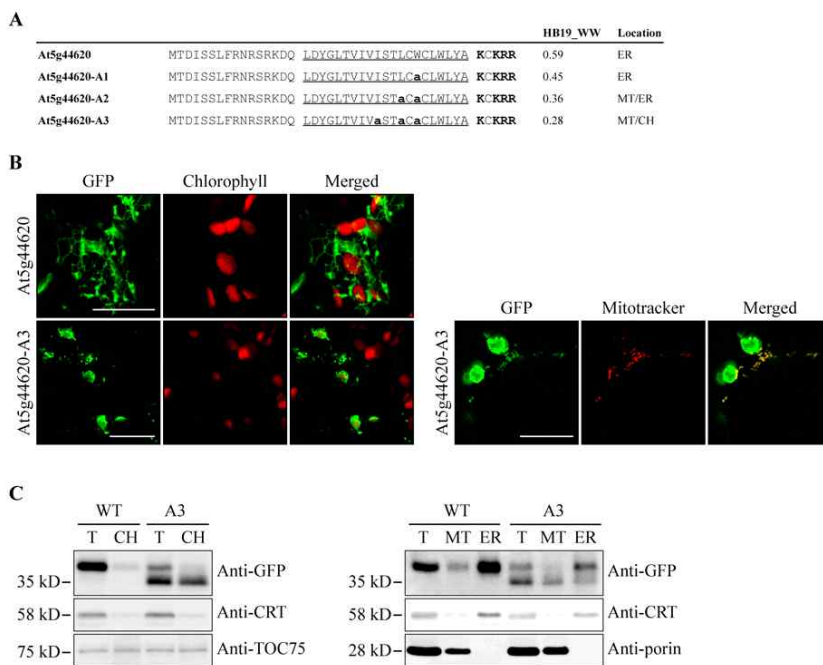 A
HB19_WW Location
At5g44620 MTDISSLFRNRSRKDQ LDYGLTVIVISTLCWCLWLYA KCKRR 0.59 ER
At5g44620-A1 MTDISSLFRNRSRKDQ LDYGLTVIVISTLCaCLWLYA KCKRR 0.45 ER
At5g44620-A2 MTDISSLFRNRSRKDQ LDYGLTVIVISTaCaCLWLYA KCKRR 0.36 MT/ER
At5g44620-A3 MTDISSLFRNRSRKDQ LDYGLTVIVaSTaCaCLWLYA KCKRR 0.28 MT/CH
B
GFP Chlorophyll Merged
At5g44620
At5g44620-A3
GFP Mitotracker Merged
At5g44620-A3
C
WT A3
T CH T CH
35 kD Anti-GFP
58 kD Anti-CRT
75 kD Anti-TOC75
WT A3
T MT ER T MT ER
35 kD Anti-GFP
58 kD Anti-CRT
28 kD Anti-porin